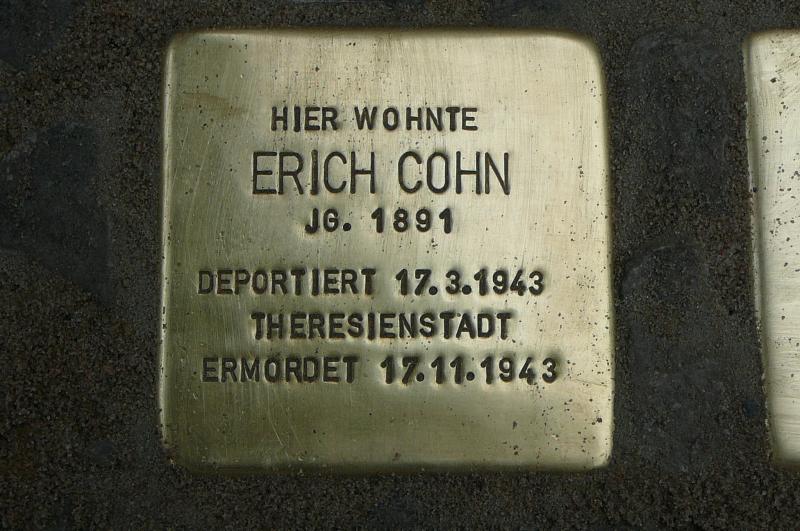 HIER WOHNTE
ERICH COHN
JG. 1891
DEPORTIERT 17.3.1943
THERESIENSTADT
ERMORDET 17.11.1943